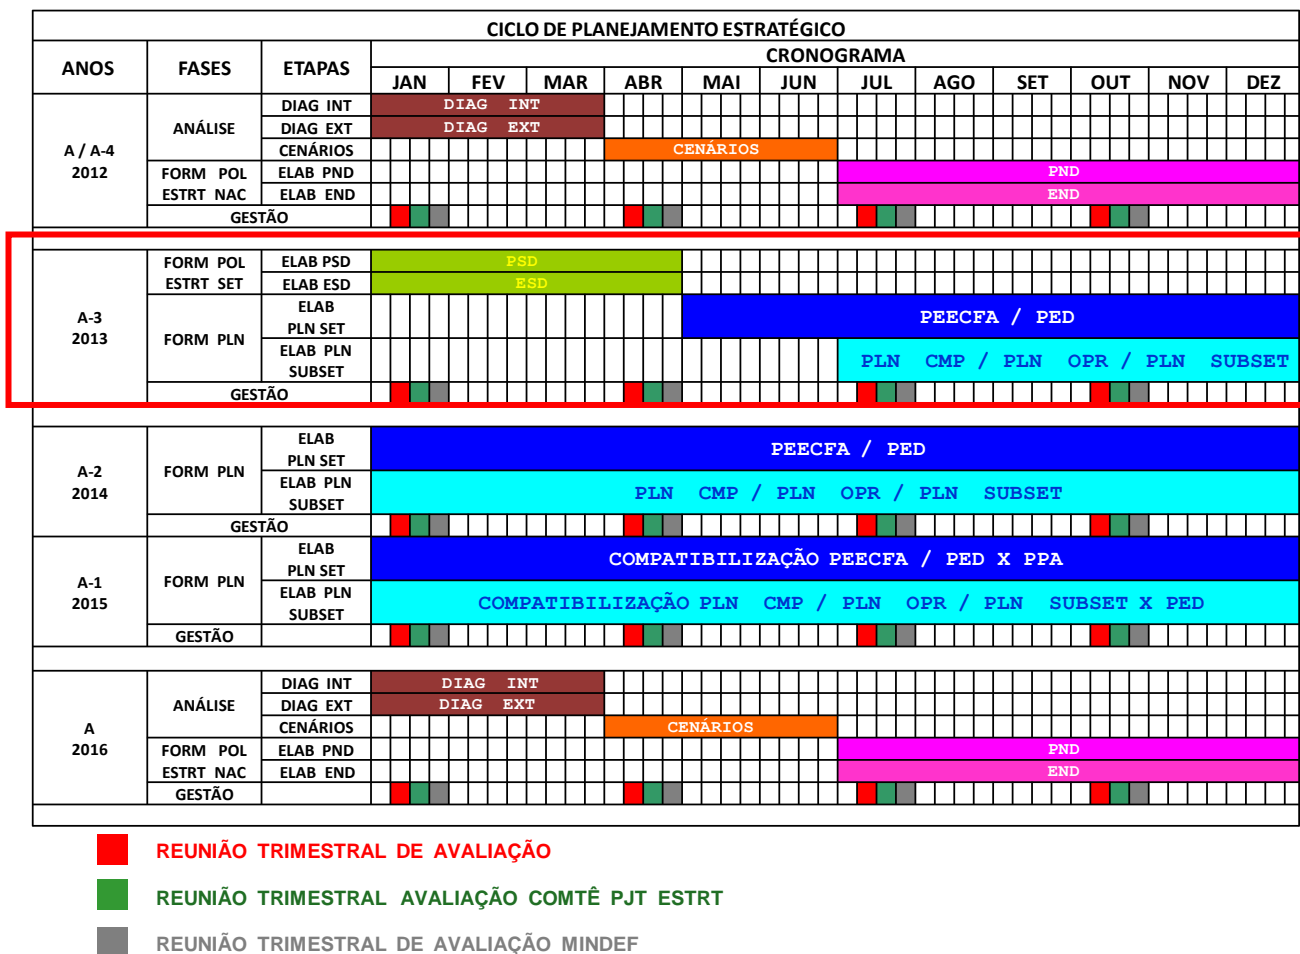 CICLO DE PLANEJAMENTO ESTRATÉGICO
ANOS FASES ETAPAS CRONOGRAMA
JAN FEV MAR ABR MAI JUN JUL AGO SET OUT NOV DEZ
A / A-4
2012
ANÁLISE
DIAG INT DIAG INT
DIAG EXT DIAG EXT
CENÁRIOS CENÁRIOS
FORM POL
ESTRT NAC
ELAB PND PND
ELAB END END
GESTÃO
A-3
2013
FORM POL
ESTRT SET
ELAB PSD PSD
ELAB ESD ESD
FORM PLN
ELAB
PLN SET
PEECFA / PED
ELAB PLN
SUBSET
PLN CMP / PLN OPR / PLN SUBSET
GESTÃO
A-2
2014
FORM PLN
ELAB
PLN SET
PEECFA / PED
ELAB PLN
SUBSET
PLN CMP / PLN OPR / PLN SUBSET
GESTÃO
A-1
2015
FORM PLN
ELAB
PLN SET
COMPATIBILIZAÇÃO PEECFA / PED X PPA
ELAB PLN
SUBSET
COMPATIBILIZAÇÃO PLN CMP / PLN OPR / PLN SUBSET X PED
GESTÃO
A
2016
ANÁLISE
DIAG INT DIAG INT
DIAG EXT DIAG EXT
CENÁRIOS CENÁRIOS
FORM POL
ESTRT NAC
ELAB PND PND
ELAB END END
GESTÃO
REUNIÃO TRIMESTRAL DE AVALIAÇÃO
REUNIÃO TRIMESTRAL AVALIAÇÃO COMTÊ PJT ESTRT
REUNIÃO TRIMESTRAL DE AVALIAÇÃO MINDEF